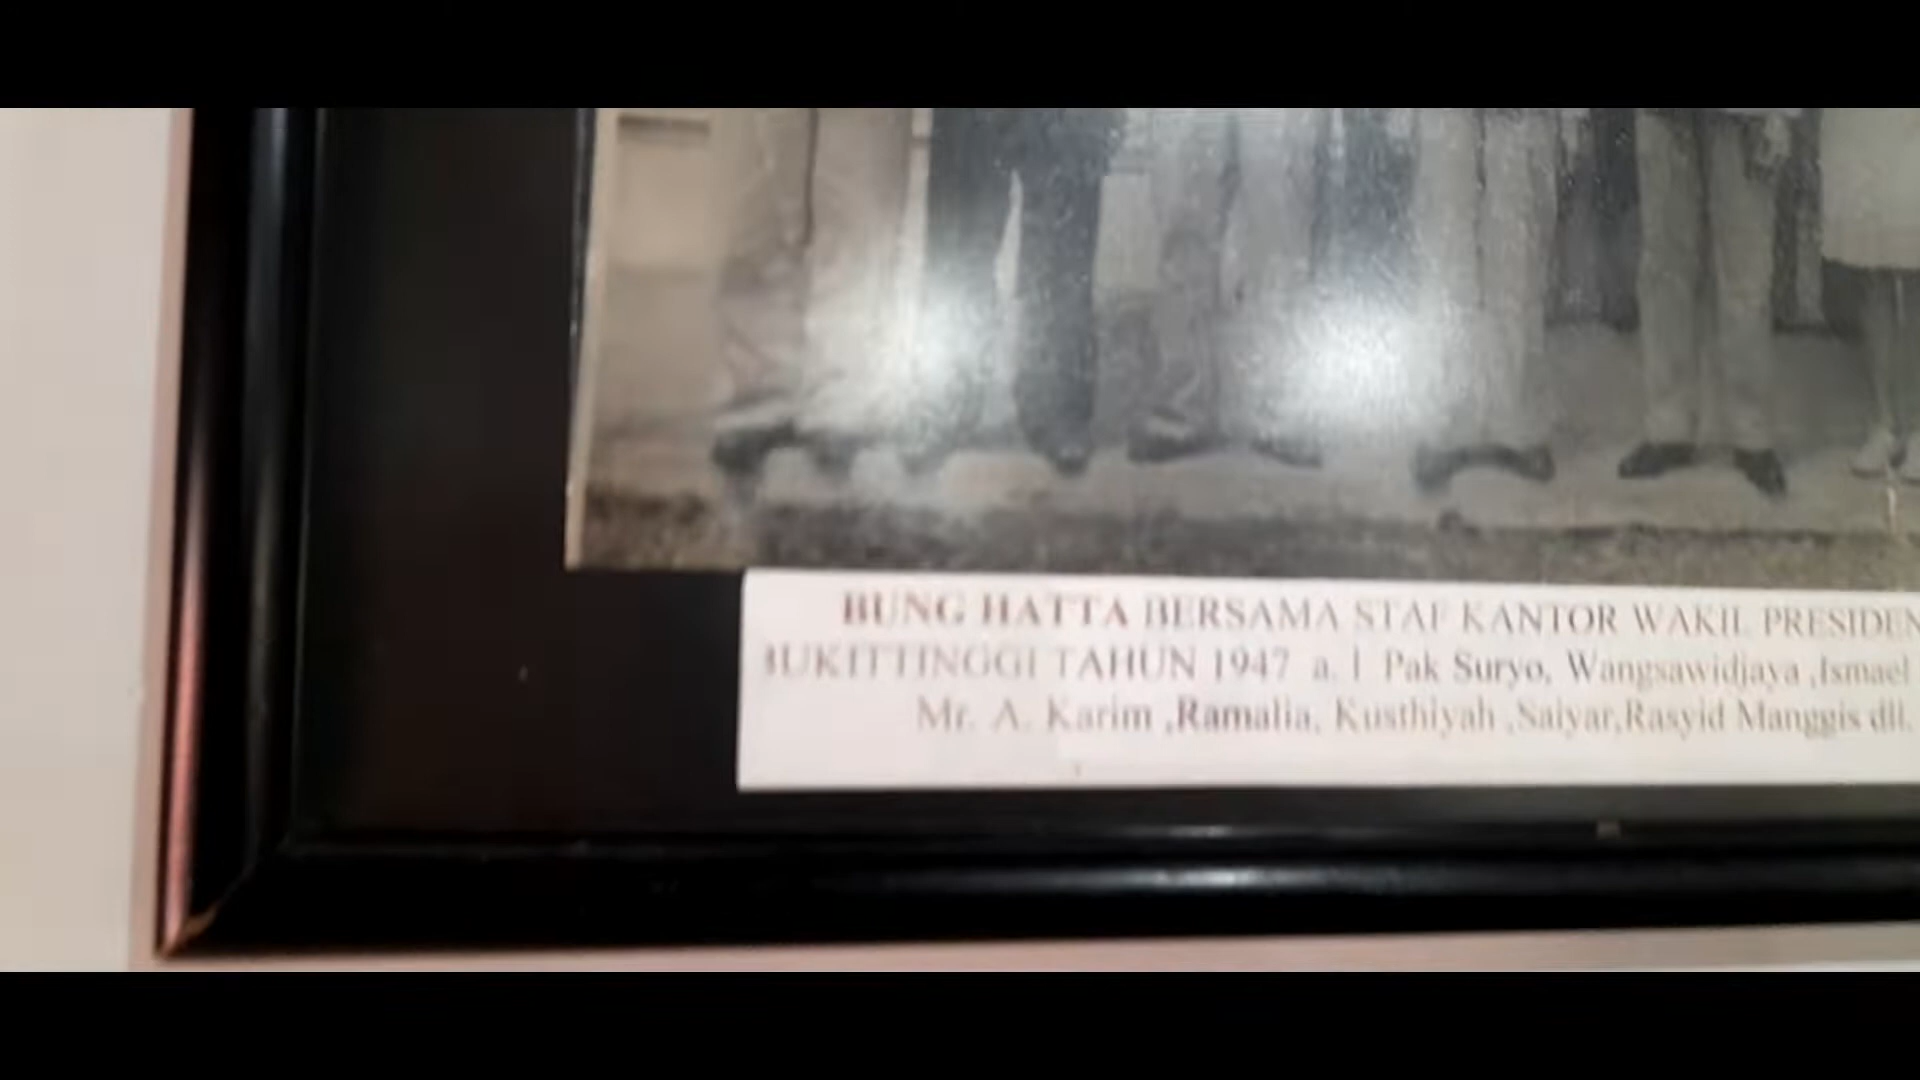 BUNG HATTA BERSAMA STAF KANTOR WAKIL PRESIDEN
BUKITTINGGI TAHUN 1947 a. l Pak Suryo, Wangsawidjaya ,Ismael
Mr. A. Karim ,Ramalia, Kusthiyah ,Saiyar,Rasyid Manggis dll.